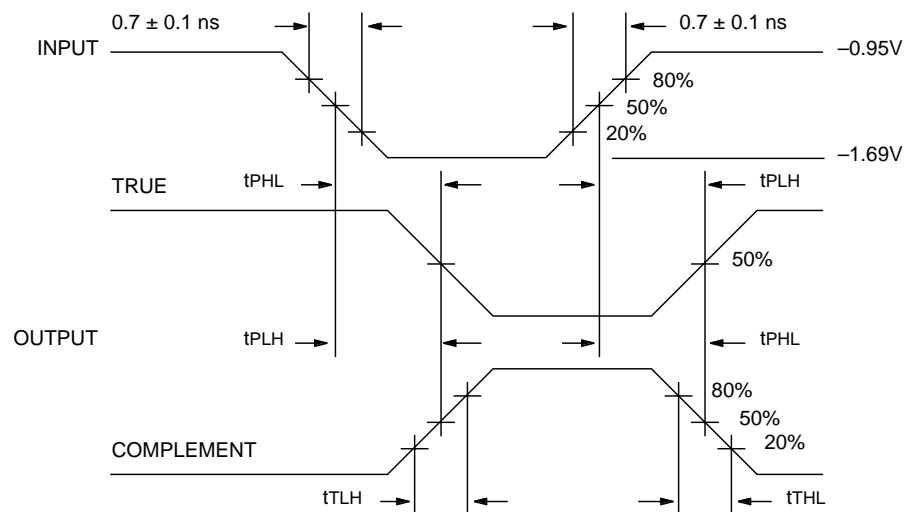 0.7 ± 0.1 ns 0.7 ± 0.1 ns
INPUT –0.95V
80%
50%
20%
–1.69V
tPHL tPLH
TRUE
50%
OUTPUT tPLH tPHL
80%
50%
COMPLEMENT 20%
tTLH tTHL